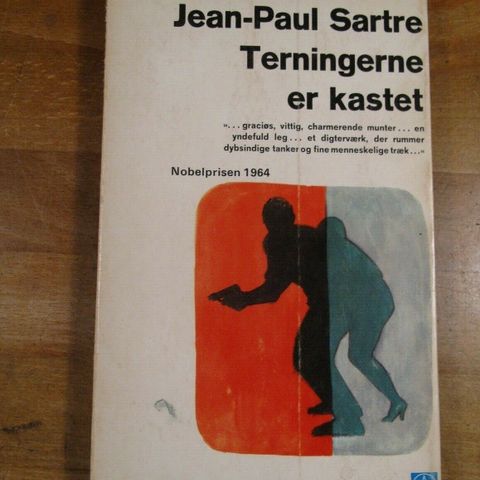 Jean-Paul Sartre
Terningerne
er kastet
»...graciøs, vittig, charmerende munter... en
yndefuld leg... et digterværk, der rummer
dybsindige tanker og fine menneskelige træk...«
Nobelprisen 1964